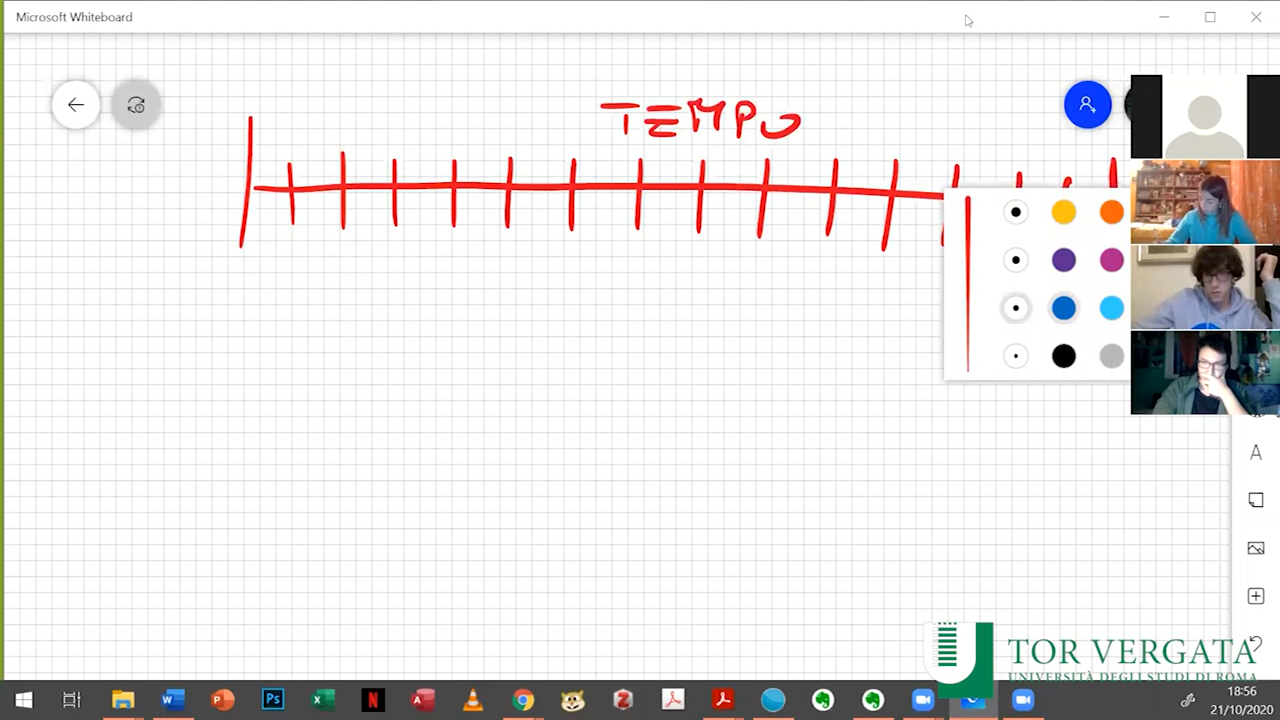 Microsoft Whiteboard
TEMPO
A
TOR VERGATA
UNIVERSITÀ DEGLI STUDI DI ROMA
18:56
21/10/2020